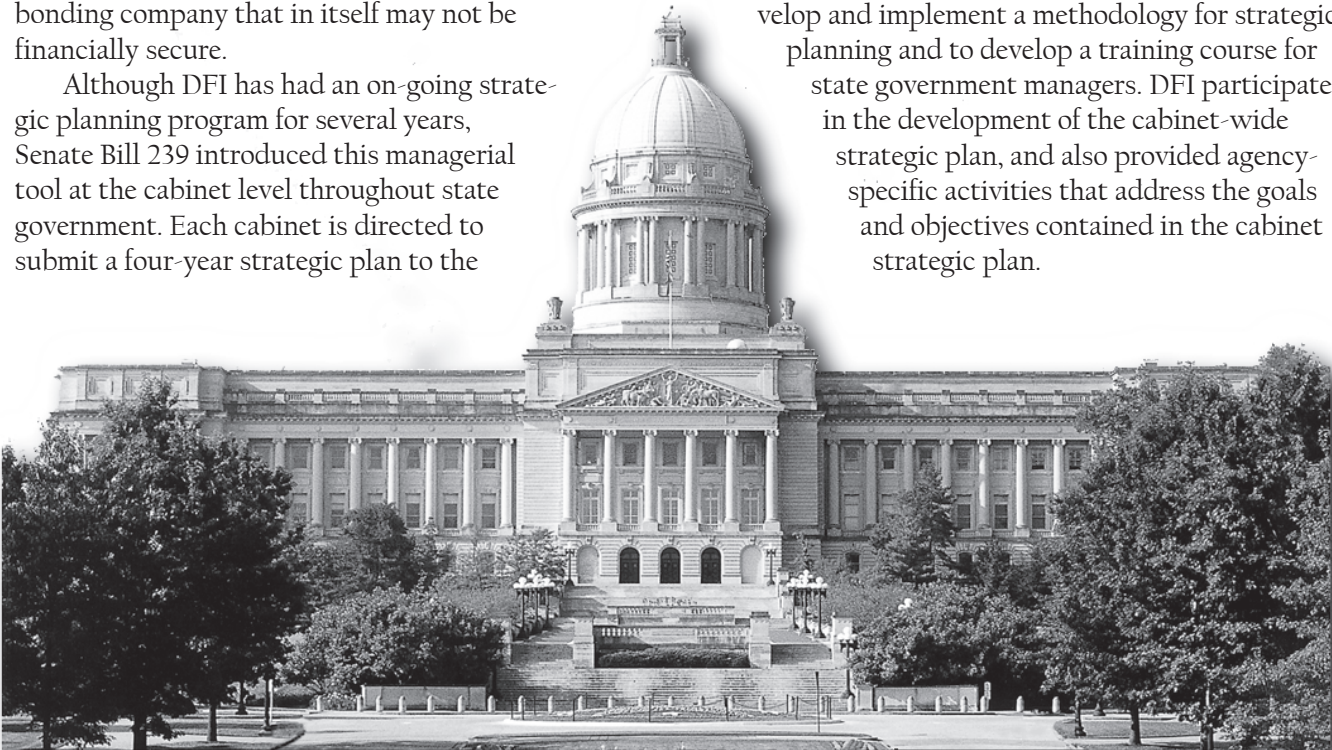 bonding company that in itself may not be
financially secure.
Although DFI has had an on-going strate-
gic planning program for several years,
Senate Bill 239 introduced this managerial
tool at the cabinet level throughout state
government. Each cabinet is directed to
submit a four-year strategic plan to the
velop and implement a methodology for strategic
planning and to develop a training course for
state government managers. DFI participate
in the development of the cabinet-wide
strategic plan, and also provided agency-
specific activities that address the goals
and objectives contained in the cabinet
strategic plan.